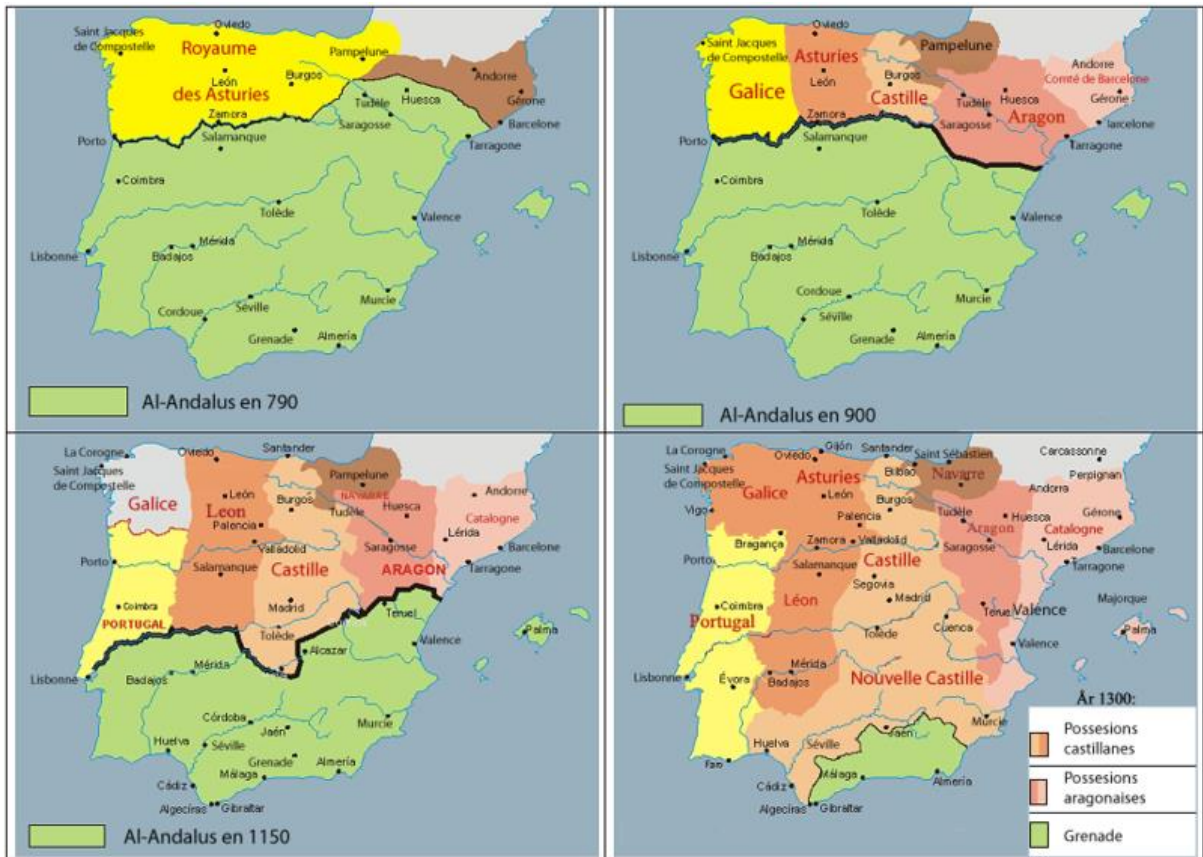 Oviedo
Saint Jacques
de Compostelle
Royaume
Pampelune
León
Burgos
Andorre
des Asturies
Tudèle
Huesca
Gérone
Zamora
Saragosse
Barcelone
Porto
Salamanque
Tarragone
Coimbra
Tolède
Valence
Lisbonne
Mérida
Badajos
Séville
Murcie
Cordoue
Grenade
Almería
Al-Andalus en 790
Oviedo
Saint Jacques
de Compostelle
Asturies
Pampelune
Andorre
León
Burgos
Comté de Barcelone
Galice
Castille
Tudèle
Huesca
Gérone
Zamora
Saragosse
Aragon
Iarcelone
Porto
Salamanque
Tarragone
Coimbra
Tolède
Valence
Lisbonne
Mérida
Badajos
Cordoue
Murcie
Séville
Grenade
Almería
Al-Andalus en 900
La Corogne
Oviedo
Santander
Saint Jacques
de Compostelle
Pampelune
Galice
León
Burgos
NAVARRE
Andorre
Leon
Tudèle
Huesca
Catalogne
Palencia
Lérida
Valladolid
Saragosse
Barcelone
Porto
Salamanque
Castille
ARAGON
Tarragone
Coimbra
Madrid
Teruel
PORTUGAL
Tolède
Palma
Alcazar
Valence
Lisbonne
Mérida
Badajos
Córdoba
Murcie
Jaén
Huelva
Séville
Grenade
Almería
Cádiz
Málaga
Algeciras
Gibraltar
Al-Andalus en 1150
La Corogne
Gijón
Santander
Saint Sébastien
Carcassonne
Saint Jacques
de Compostelle
Oviedo
Asturies
Bilbao
Navarre
Perpignan
Galice
León
Burgos
Andorra
Vigo
Palencia
Tudèle
Huesca
Gérone
Bragança
Aragon
Catalogne
Porto
Zamora
Valladolid
Saragosse
Lérida
Barcelone
Castille
Salamanque
Segovia
Tarragone
Coimbra
Léon
Madrid
Teruel
Valence
Majorque
Portugal
Tolède
Cuenca
Palma
Valence
Mérida
Lisbonne
Évora
Badajos
Nouvelle Castille
År 1300:
Murcie
Jaén
Possesions
castillanes
Huelva
Séville
Faro
Málaga
Almería
Possesions
aragonaises
Cádiz
Algeciras
Gibraltar
Grenade